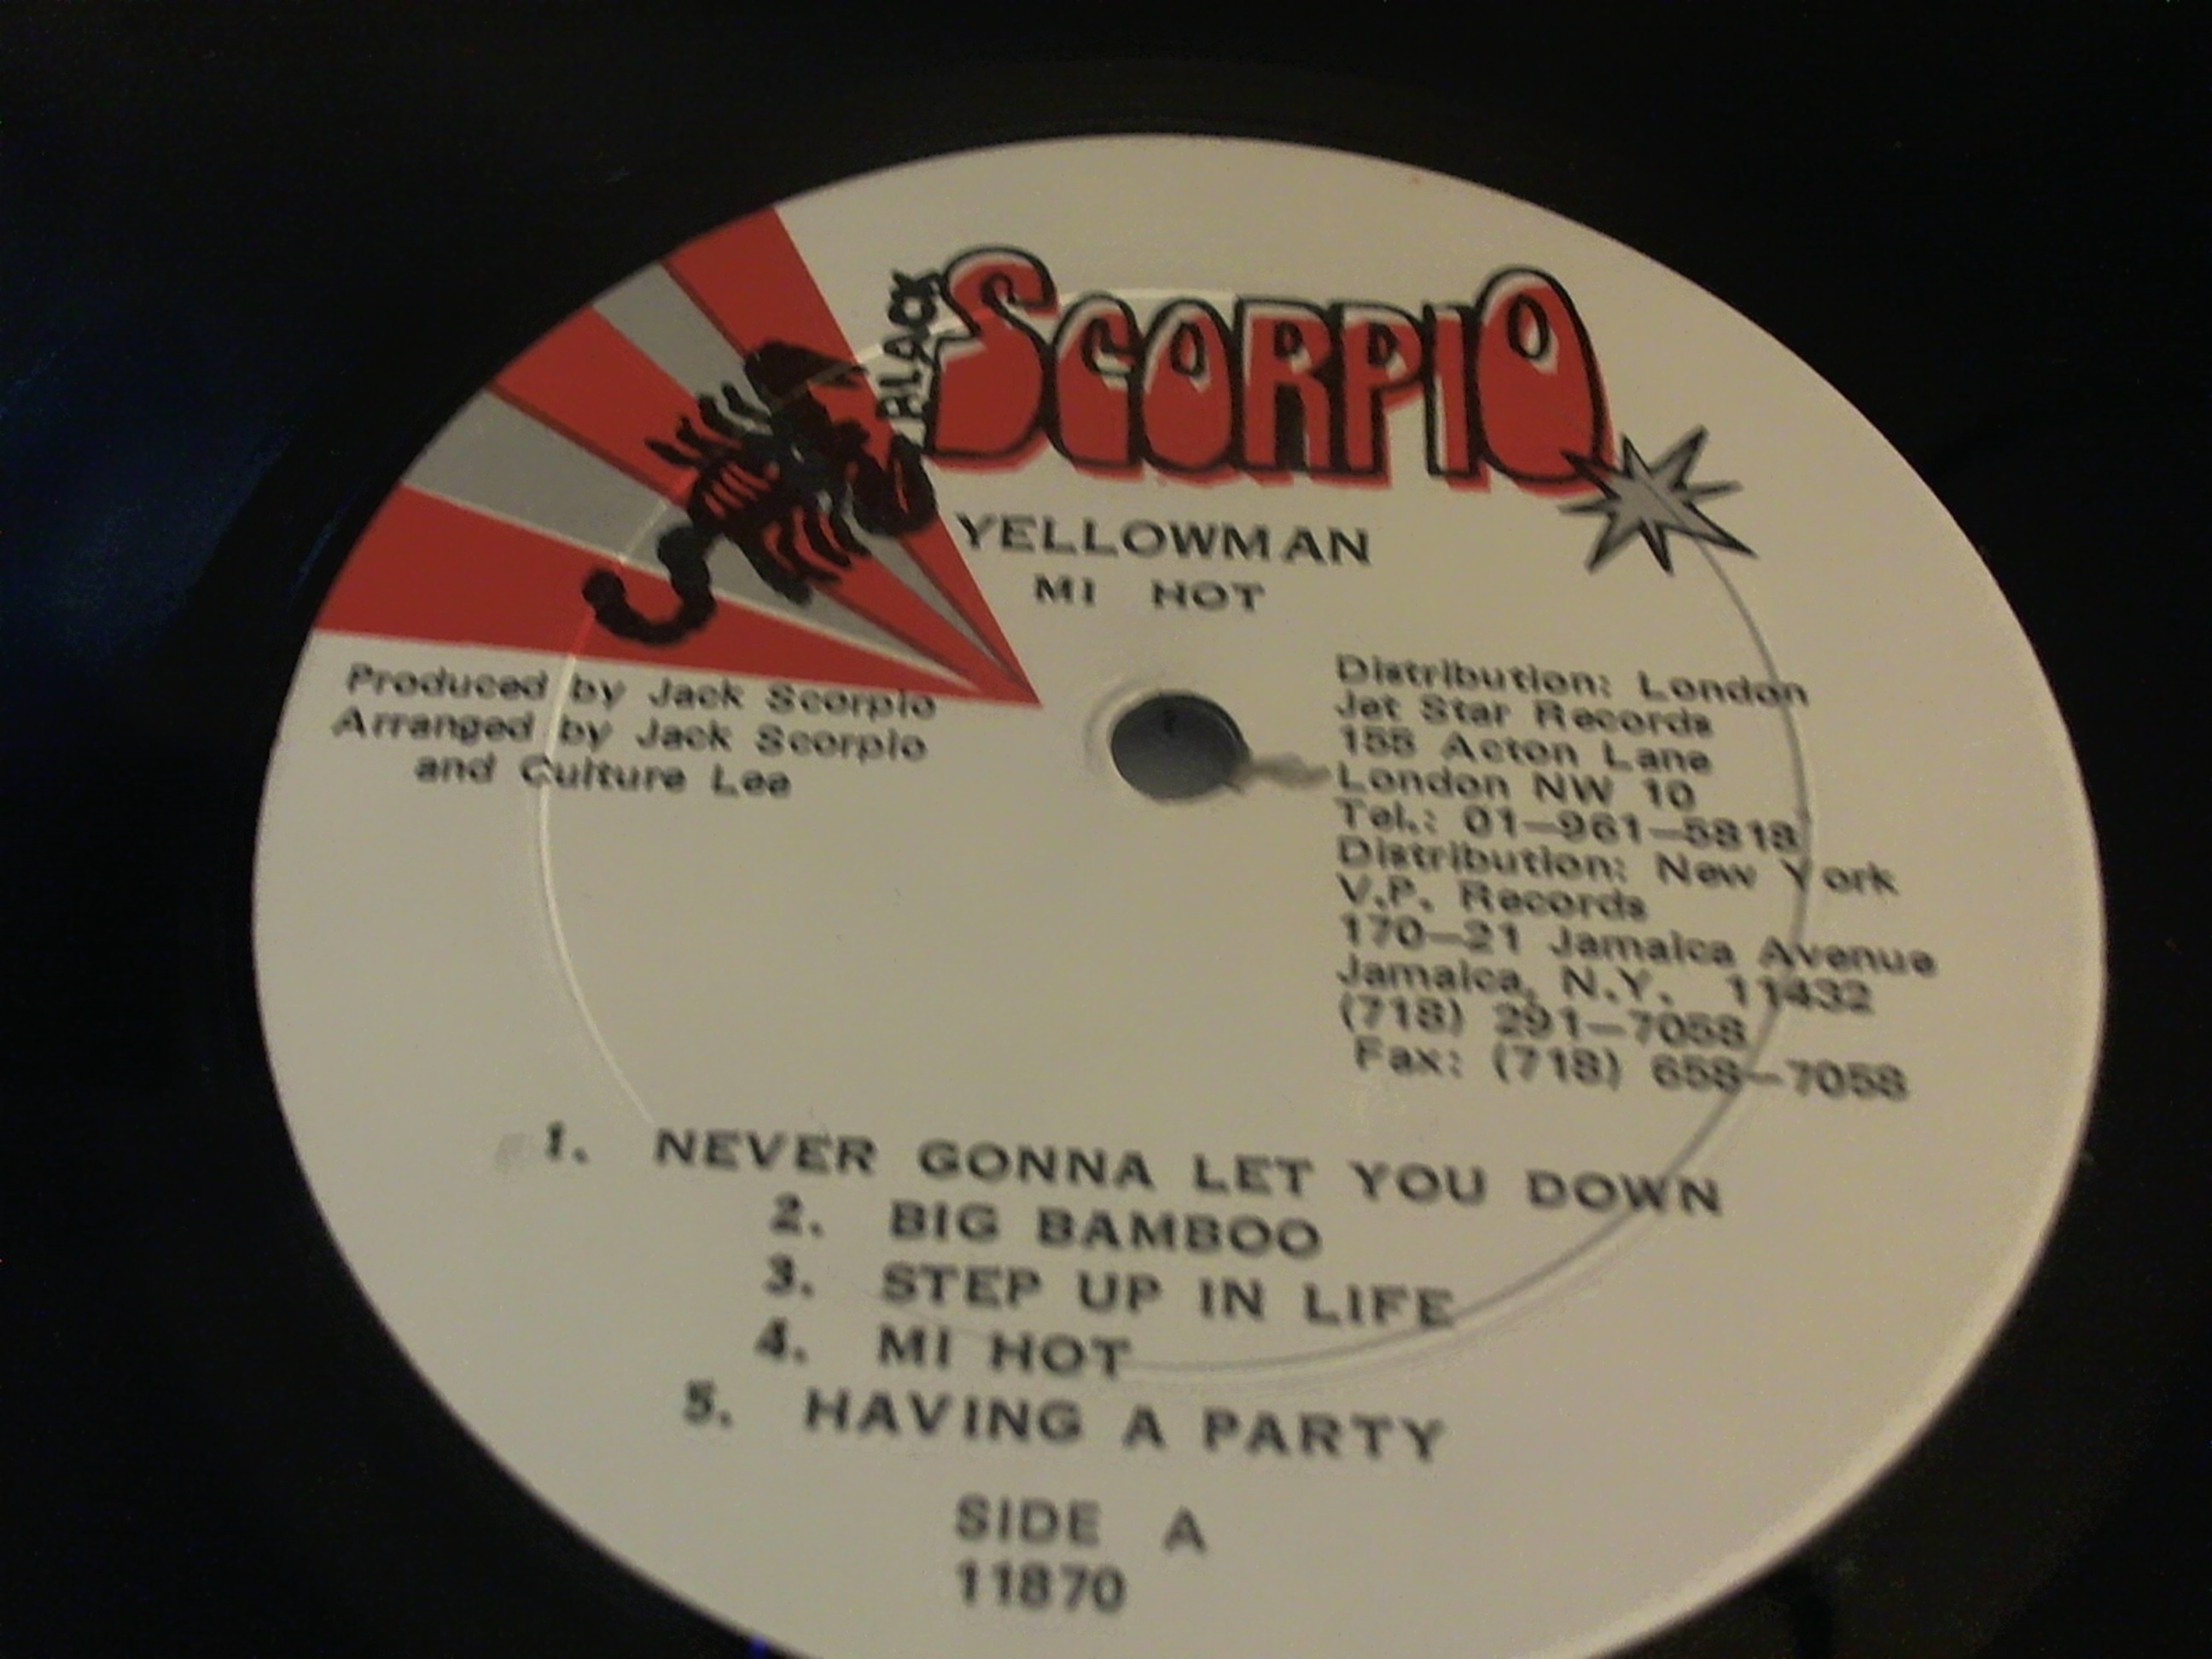 BLACK
SCORPIO
YELLOWMAN
MI HOT
Produced by Jack Scorpio
Arranged by Jack Scorpio
and Culture Lee
Distribution: London
Jet Star Records
155 Acton Lane
London NW 10
Tel.: 01-961-5818
Distribution: New York
V.P. Records
170-21 Jamaica Avenue
Jamaica, N.Y. 11432
(718) 291-7058
Fax: (718) 658-7058
1. NEVER GONNA LET YOU DOWN
2. BIG BAMBOO
3. STEP UP IN LIFE
4. MI HOT
5. HAVING A PARTY
SIDE A
11870